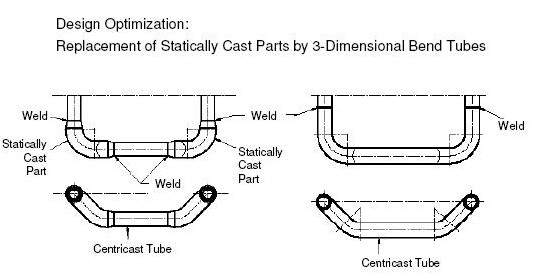 Design Optimization:
Replacement of Statically Cast Parts by 3-Dimensional Bend Tubes
Weld
Weld
Weld
Statically
Cast
Part
Statically
Cast
Part
Weld
Centricast Tube
Centricast Tube